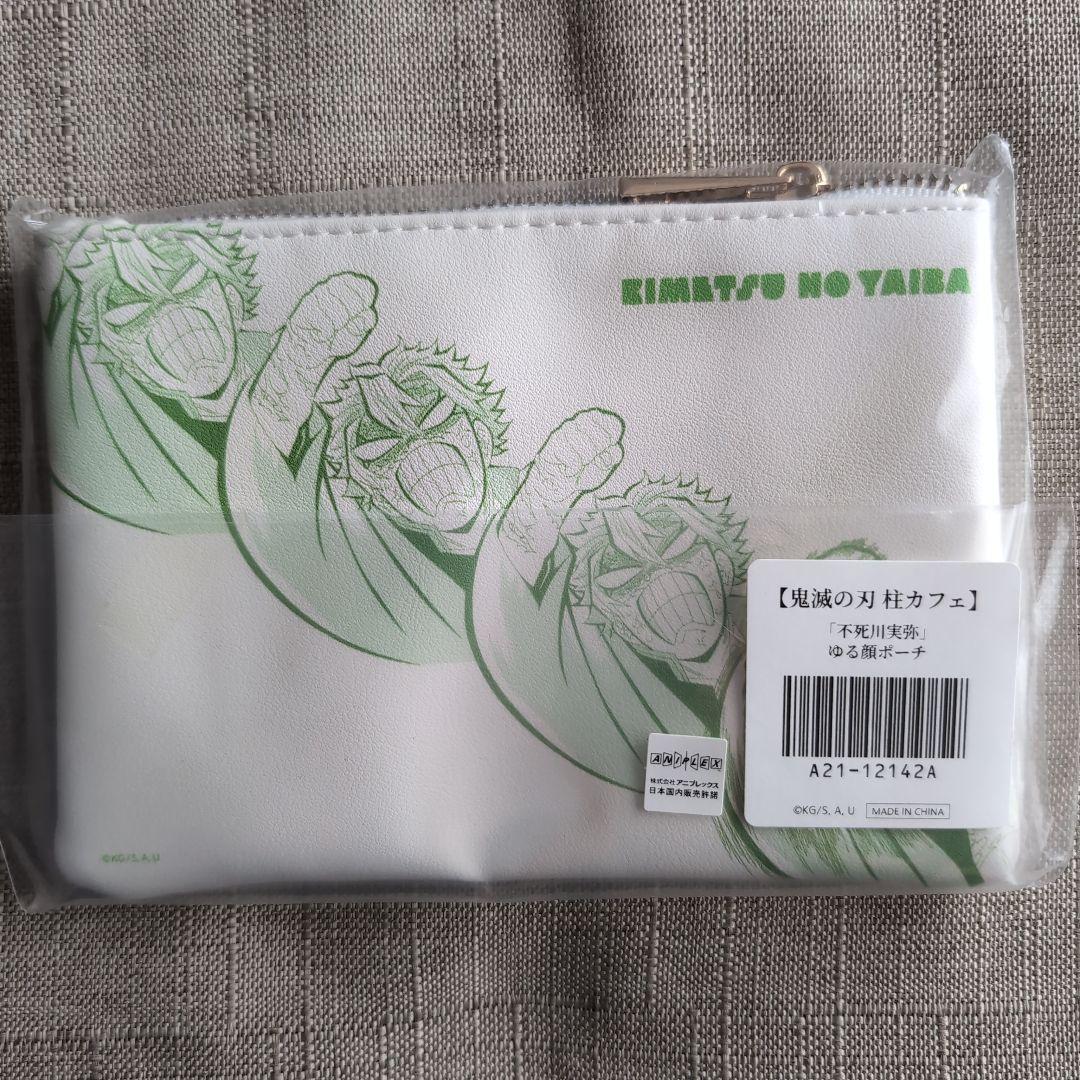 KIMETSU NO YAIBA
【鬼滅の刃 柱カフェ】
「不死川実弥」
ゆる顔ポーチ
A21-12142A
©KG/S, A, U MADE IN CHINA
ANIPLEX
株式会社アニプレックス
日本国内販売許諾
©KG/S, A, U